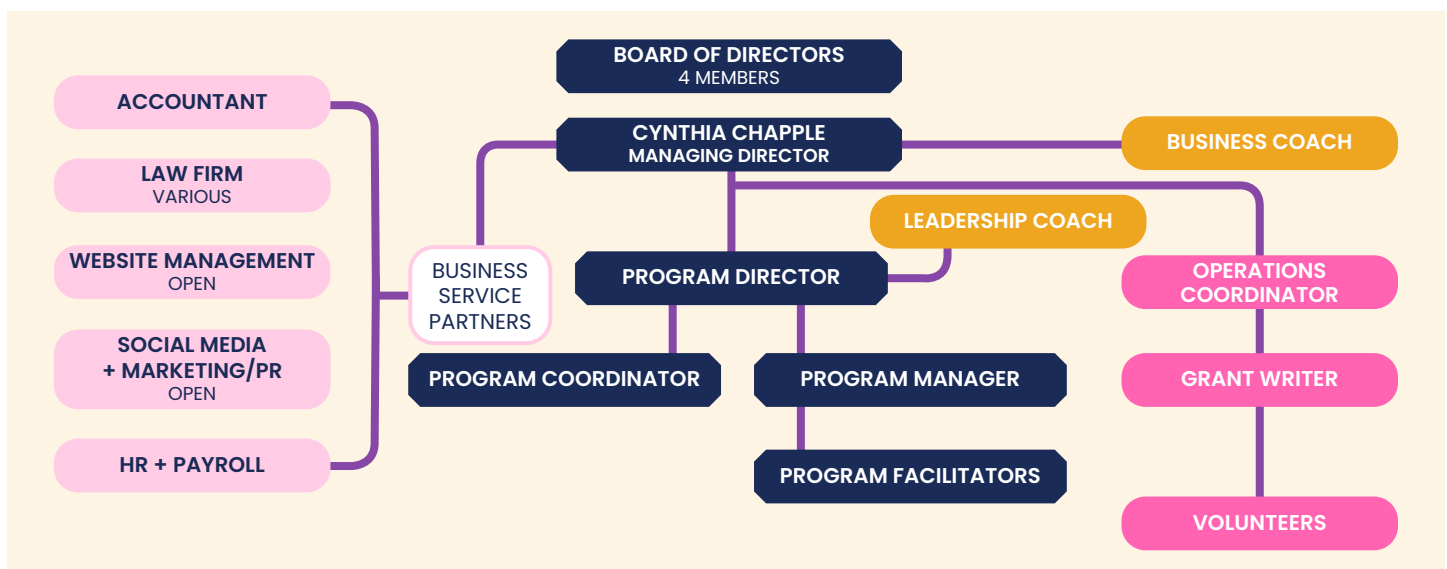 BOARD OF DIRECTORS
4 MEMBERS
CYNTHIA CHAPPLE
MANAGING DIRECTOR
BUSINESS COACH
LEADERSHIP COACH
ACCOUNTANT
LAW FIRM
VARIOUS
WEBSITE MANAGEMENT
OPEN
SOCIAL MEDIA
+ MARKETING/PR
OPEN
HR + PAYROLL
BUSINESS
SERVICE
PARTNERS
PROGRAM DIRECTOR
PROGRAM COORDINATOR
PROGRAM MANAGER
PROGRAM FACILITATORS
OPERATIONS
COORDINATOR
GRANT WRITER
VOLUNTEERS